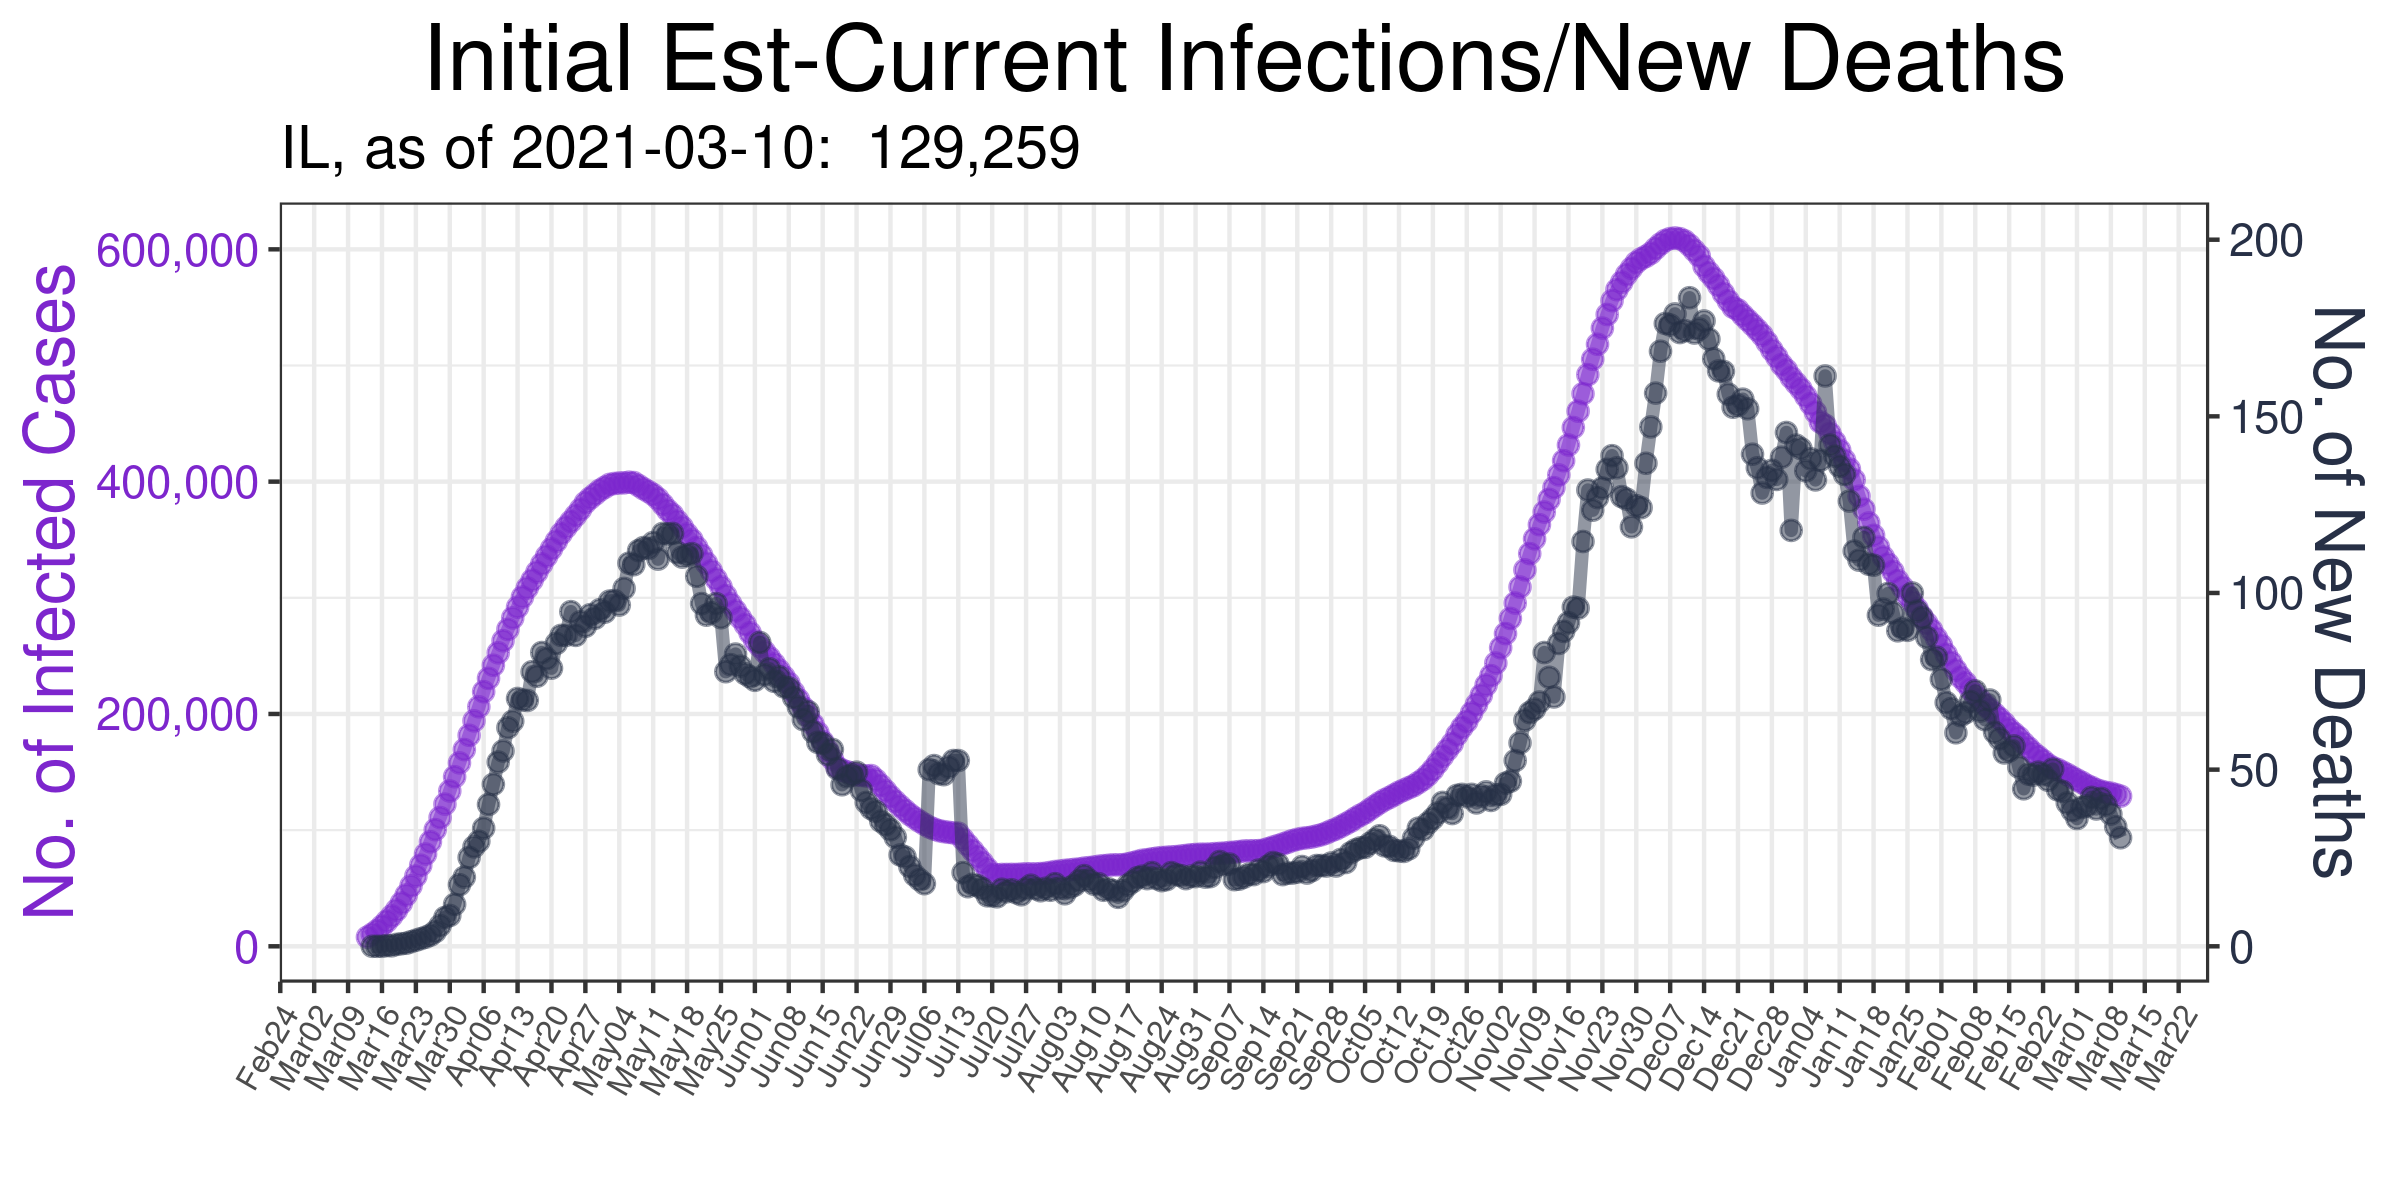 Initial Est-Current Infections/New Deaths
IL, as of 2021-03-10:  129,259
No. of Infected Cases
600,000
400,000
200,000
0
200
150
100
50
0
No. of New Deaths
Feb24
Mar02
Mar09
Mar16
Mar23
Mar30
Apr06
Apr13
Apr20
Apr27
May04
May11
May18
May25
Jun01
Jun08
Jun15
Jun22
Jun29
Jul06
Jul13
Jul20
Jul27
Aug03
Aug10
Aug17
Aug24
Aug31
Sep07
Sep14
Sep21
Sep28
Oct05
Oct12
Oct19
Oct26
Nov02
Nov09
Nov16
Nov23
Nov30
Dec07
Dec14
Dec21
Dec28
Jan04
Jan11
Jan18
Jan25
Feb01
Feb08
Feb15
Feb22
Mar01
Mar08
Mar15
Mar22